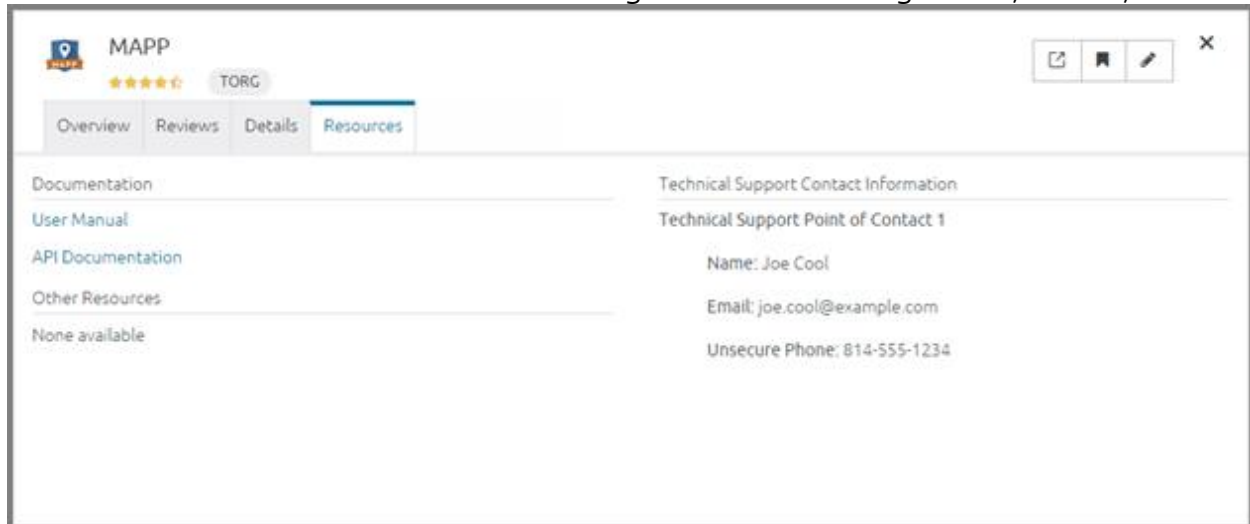 MAPP
MAPP
TORG
Overview Reviews Details Resources
Documentation
User Manual
API Documentation
Other Resources
None available
Technical Support Contact Information
Technical Support Point of Contact 1
Name: Joe Cool
Email: joe.cool@example.com
Unsecure Phone: 814-555-1234